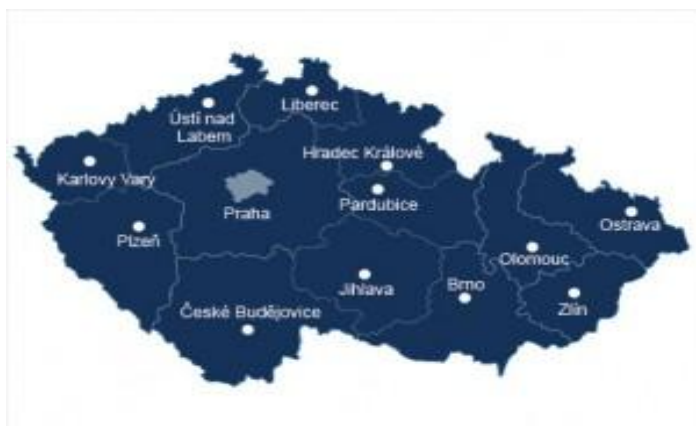 Liberec
Ústí nad
Labem
Hradec Králové
Karlovy Vary
Pardubice
Praha
Ostrava
Plzeň
Olomouc
Jihlava
Brno
Zlín
České Budějovice